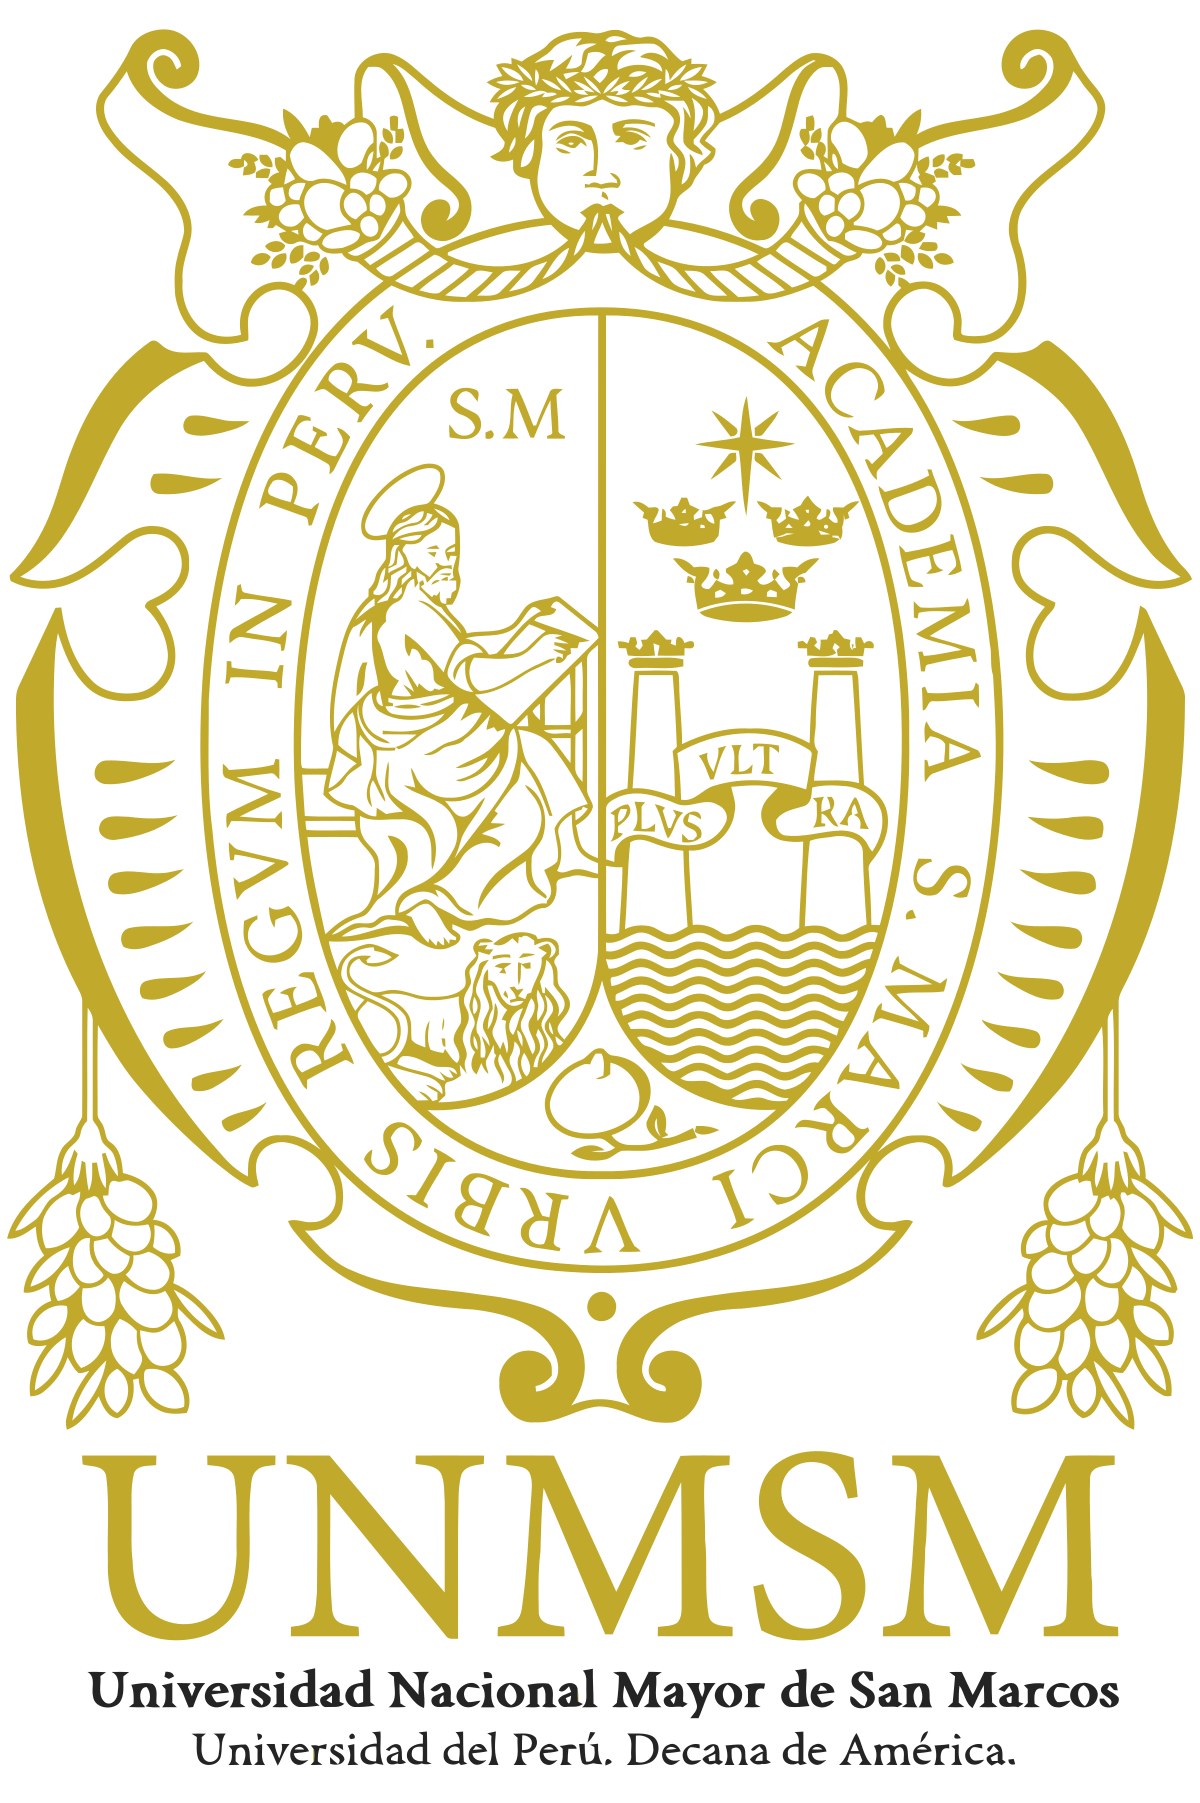 ACADEMIA S. MARCI VRBIS REGVM IN PERV.
S.M
PLVS VLT RA
UNMSM
Universidad Nacional Mayor de San Marcos
Universidad del Perú. Decana de América.